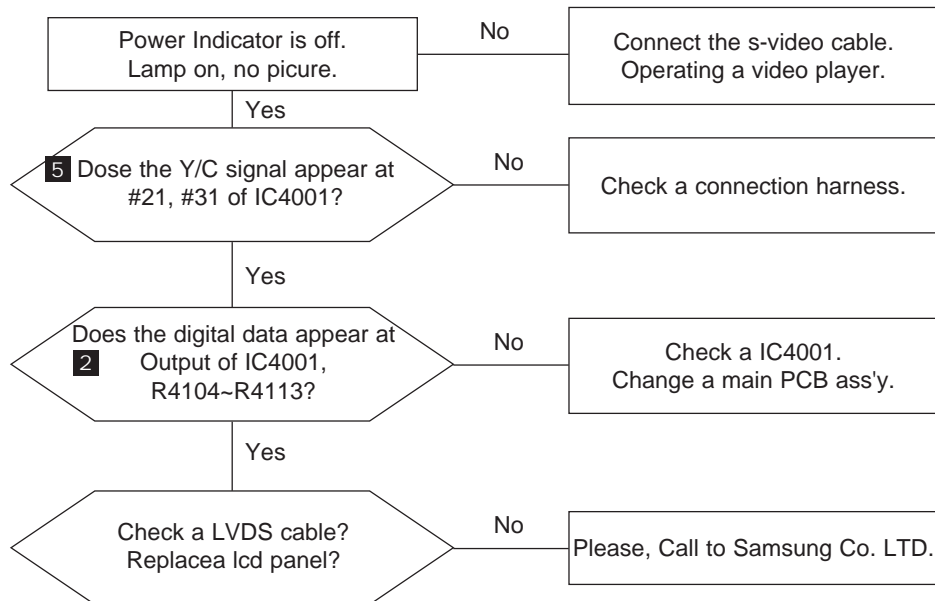 Power Indicator is off.
Lamp on, no picure.
No
Connect the s-video cable.
Operating a video player.
Yes
5 Dose the Y/C signal appear at
#21, #31 of IC4001?
No
Check a connection harness.
Yes
Does the digital data appear at
2 Output of IC4001,
R4104~R4113?
No
Check a IC4001.
Change a main PCB ass'y.
Yes
Check a LVDS cable?
Replacea lcd panel?
No
Please, Call to Samsung Co. LTD.